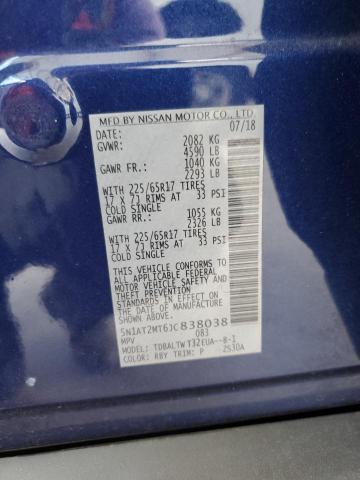 MFD BY NISSAN MOTOR CO., LTD.
DATE: 07/18
GVWR: 2082 KG
4590 LB
GAWR FR.: 1040 KG
2293 LB
WITH 225/65R17 TIRES
17 X 7J RIMS AT 33 PSI
COLD SINGLE
GAWR RR.: 1055 KG
2326 LB
WITH 225/65R17 TIRES
17 X 7J RIMS AT 33 PSI
COLD SINGLE
THIS VEHICLE CONFORMS TO
ALL APPLICABLE FEDERAL
MOTOR VEHICLE SAFETY AND
THEFT PREVENTION STANDARDS
IN EFFECT ON THE DATE OF
MANUFACTURE SHOWN ABOVE.
5N1AT2MT6JC838038
MPV 083
MODEL: TDBALTWT32EUA--B-I
COLOR: RBY TRIM: P 2530A